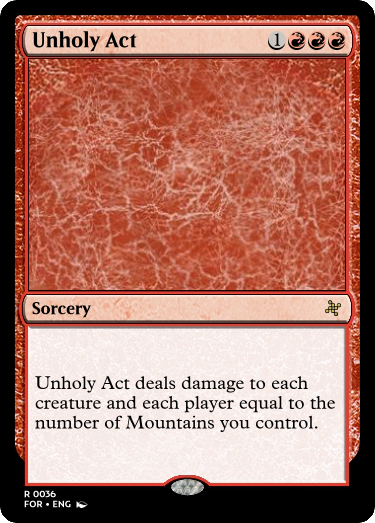 Unholy Act 1
Sorcery
Unholy Act deals damage to each
creature and each player equal to the
number of Mountains you control.
R 0036
FOR • ENG